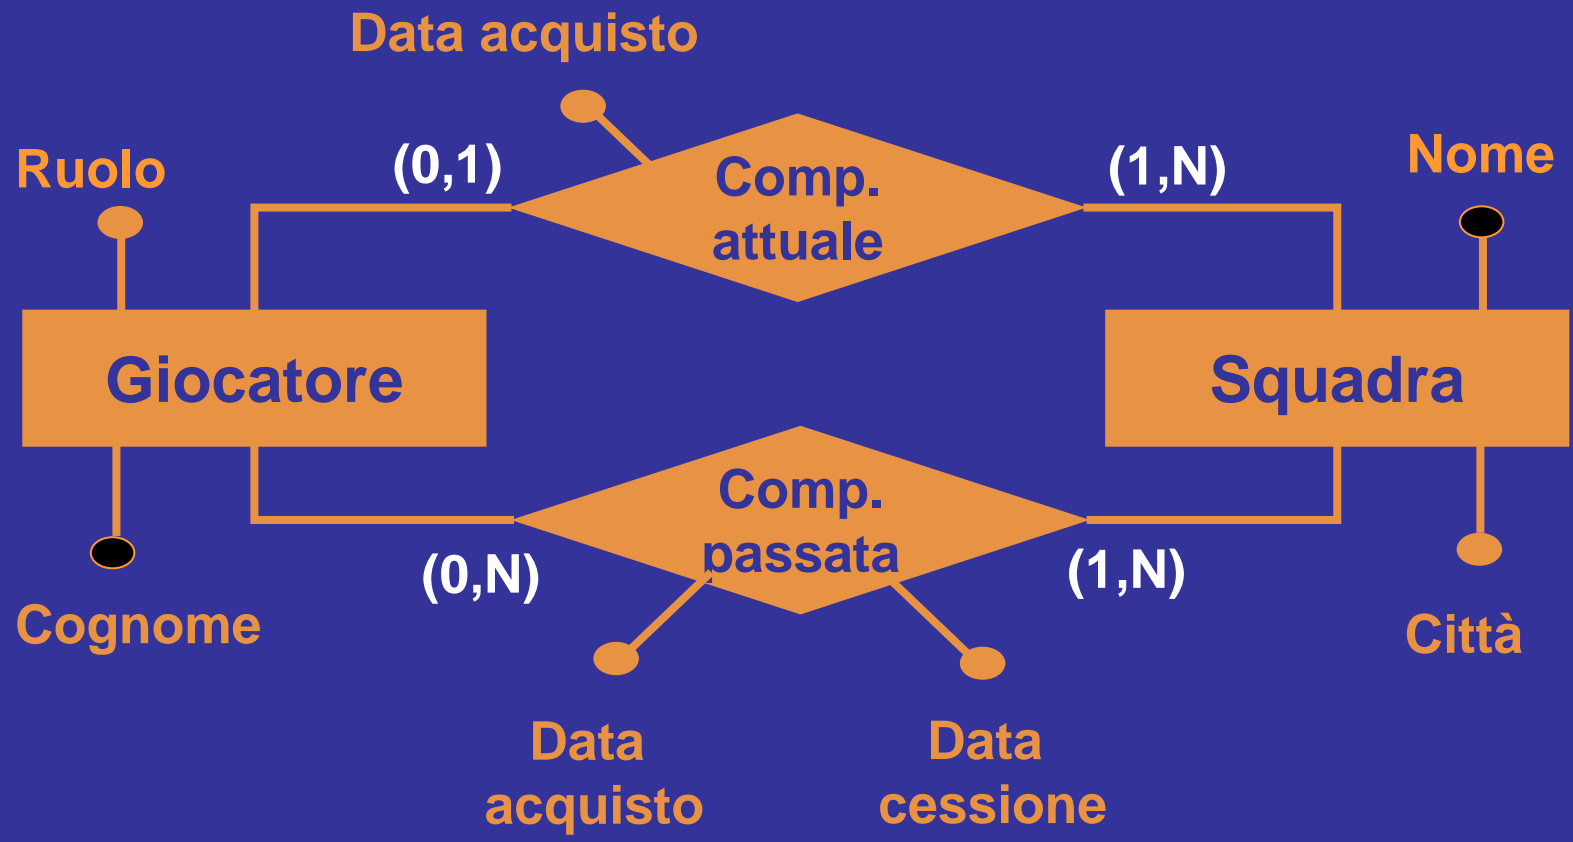 Data acquisto
Ruolo
(0,1)
Comp.
attuale
(1,N)
Nome
Giocatore
Squadra
Comp.
passata
(0,N)
(1,N)
Cognome
Città
Data
acquisto
Data
cessione